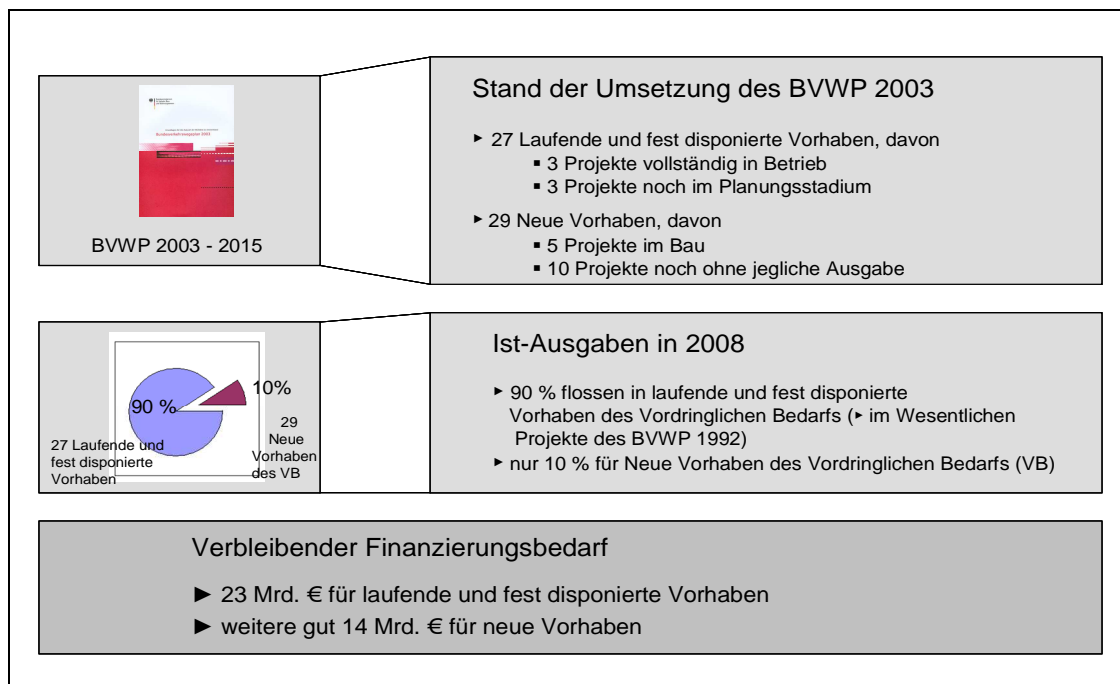 Bundesverkehrswegeplan 2003
BVWP 2003 - 2015
Stand der Umsetzung des BVWP 2003
► 27 Laufende und fest disponierte Vorhaben, davon
▪ 3 Projekte vollständig in Betrieb
▪ 3 Projekte noch im Planungsstadium
► 29 Neue Vorhaben, davon
▪ 5 Projekte im Bau
▪ 10 Projekte noch ohne jegliche Ausgabe
90 %
10%
27 Laufende und
fest disponierte
Vorhaben
29
Neue
Vorhaben
des VB
Ist-Ausgaben in 2008
► 90 % flossen in laufende und fest disponierte
Vorhaben des Vordringlichen Bedarfs (► im Wesentlichen
Projekte des BVWP 1992)
► nur 10 % für Neue Vorhaben des Vordringlichen Bedarfs (VB)
Verbleibender Finanzierungsbedarf
► 23 Mrd. € für laufende und fest disponierte Vorhaben
► weitere gut 14 Mrd. € für neue Vorhaben